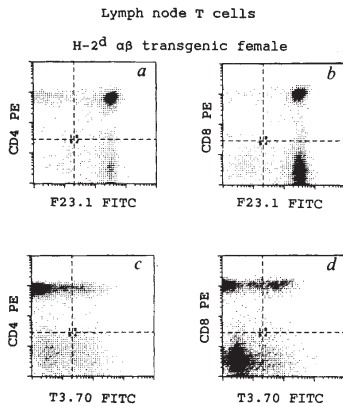 Lymph node T cells
H-2d αβ transgenic female
a
b
CD4 PE
CD8 PE
F23.1 FITC
F23.1 FITC
c
d
CD4 PE
CD8 PE
T3.70 FITC
T3.70 FITC